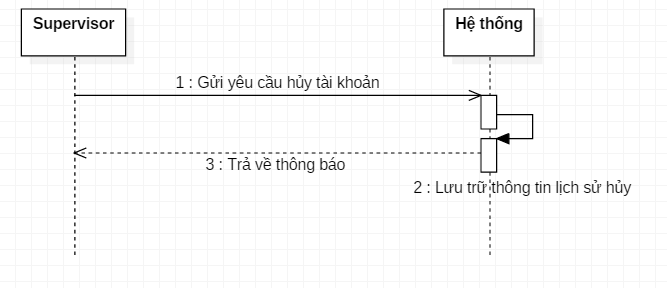 Supervisor
Hệ thống
1 : Gửi yêu cầu hủy tài khoản
3 : Trả về thông báo
2 : Lưu trữ thông tin lịch sử hủy